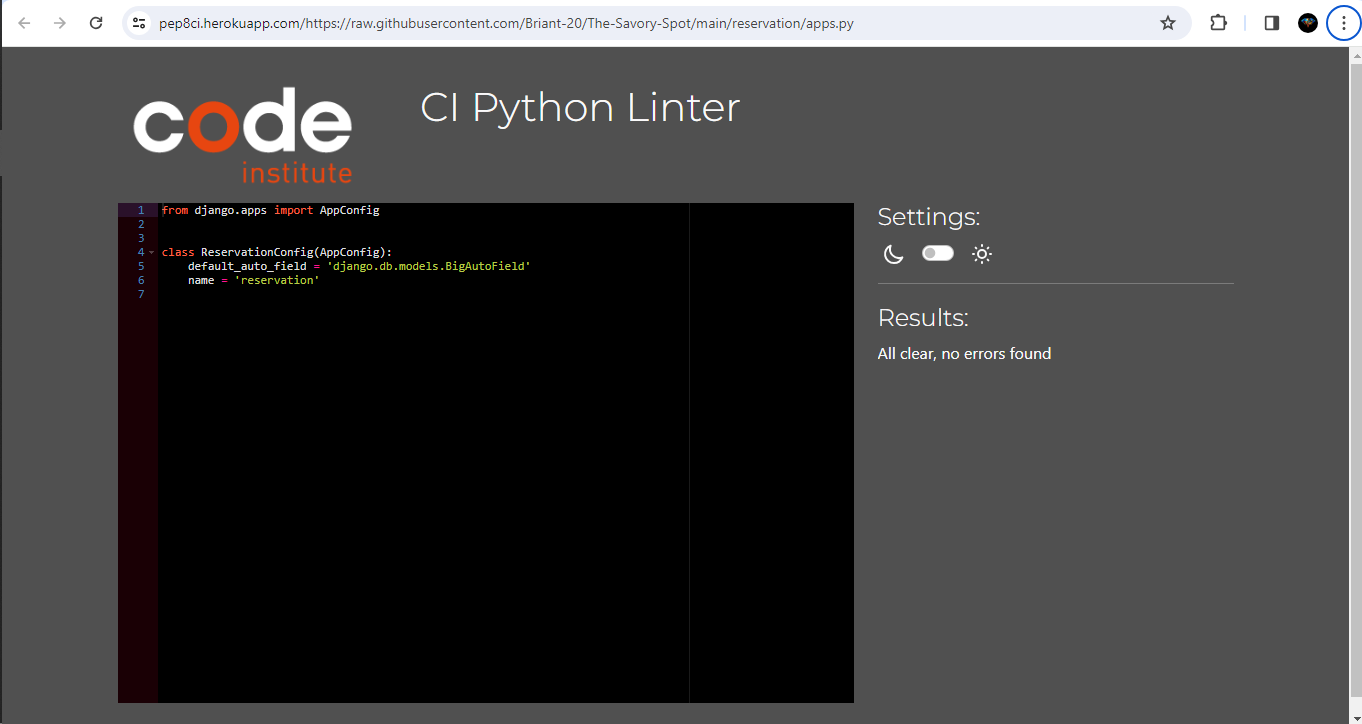 pep8ci.herokuapp.com/https://raw.githubusercontent.com/Briant-20/The-Savory-Spot/main/reservation/apps.py
code
institute
CI Python Linter
1 from django.apps import AppConfig
2
3
4 class ReservationConfig(AppConfig):
5     default_auto_field = 'django.db.models.BigAutoField'
6     name = 'reservation'
7
Settings:
Results:
All clear, no errors found